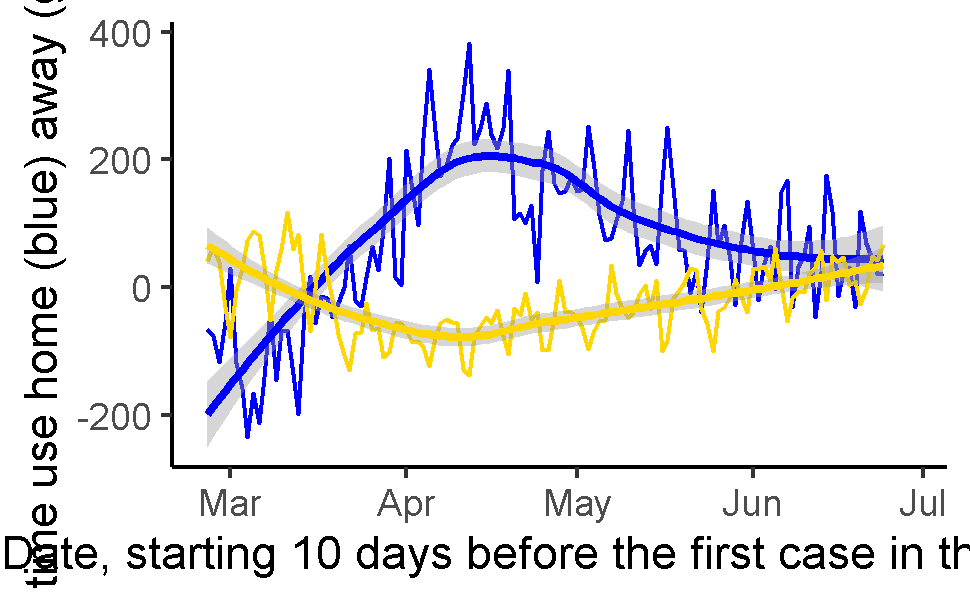 time use home (blue) away (g
400
200
0
-200
Mar Apr May Jun Jul
Date, starting 10 days before the first case in th